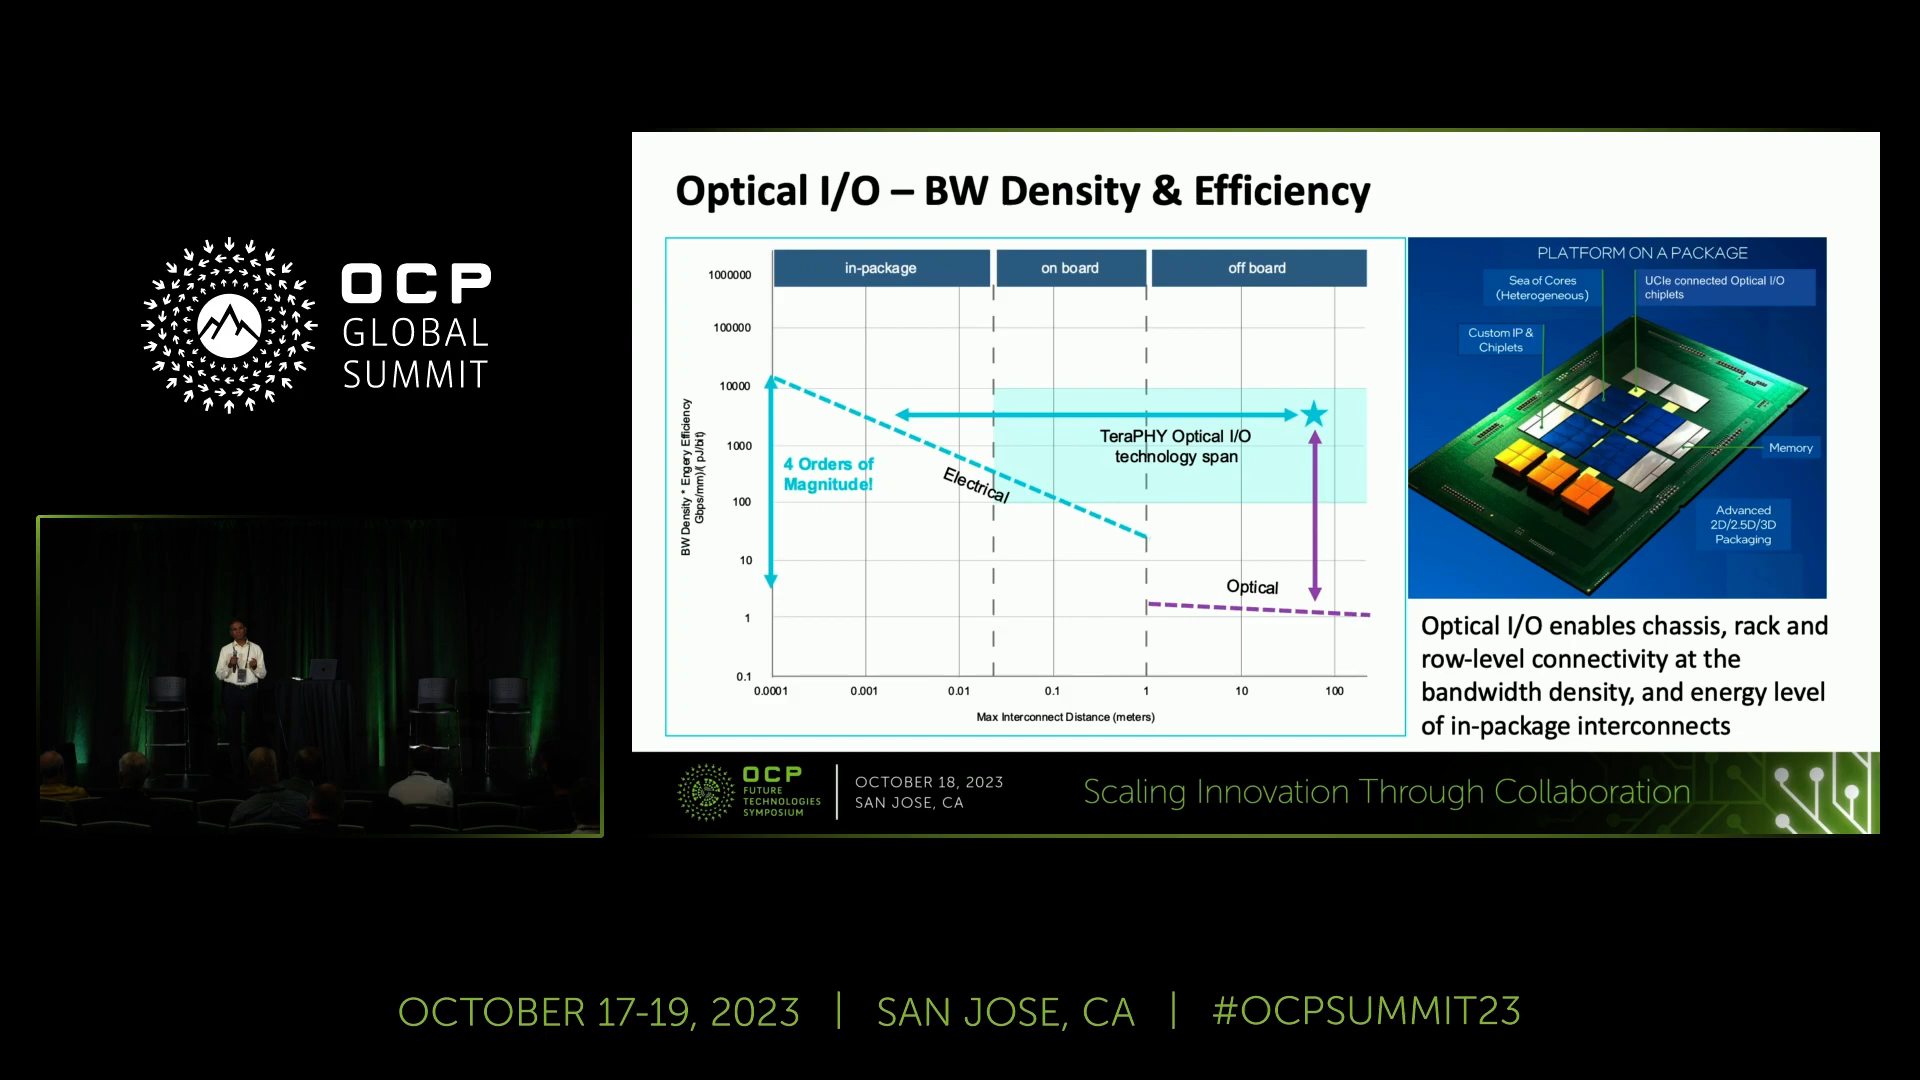 OCP
GLOBAL
SUMMIT
Optical I/O – BW Density & Efficiency
in-package
on board
off board
1000000
100000
10000
1000
100
10
1
0.1
BW Density * Engery Efficiency
Gbps/mm)/( pJ/bit)
4 Orders of
Magnitude!
Electrical
TeraPHY Optical I/O
technology span
Optical
0.0001
0.001
0.01
0.1
1
10
100
Max Interconnect Distance (meters)
PLATFORM ON A PACKAGE
Sea of Cores
(Heterogeneous)
UCIe connected Optical I/O
chiplets
Custom IP &
Chiplets
Memory
Advanced
2D/2.5D/3D
Packaging
Optical I/O enables chassis, rack and
row-level connectivity at the
bandwidth density, and energy level
of in-package interconnects
OCP
FUTURE
TECHNOLOGIES
SYMPOSIUM
OCTOBER 18, 2023
SAN JOSE, CA
Scaling Innovation Through Collaboration
OCTOBER 17-19, 2023 | SAN JOSE, CA | #OCPSUMMIT23